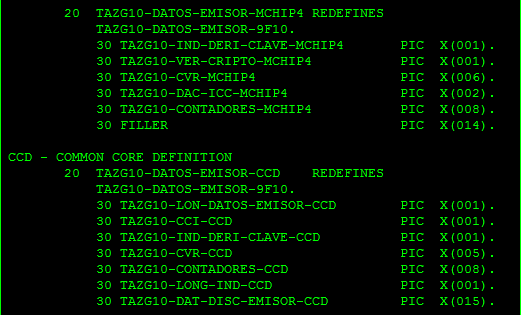 20 TAZG10-DATOS-EMISOR-MCHIP4 REDEFINES
TAZG10-DATOS-EMISOR-9F10.
30 TAZG10-IND-DERI-CLAVE-MCHIP4 PIC X(001).
30 TAZG10-VER-CRIPTO-MCHIP4 PIC X(001).
30 TAZG10-CVR-MCHIP4 PIC X(006).
30 TAZG10-DAC-ICC-MCHIP4 PIC X(002).
30 TAZG10-CONTADORES-MCHIP4 PIC X(008).
30 FILLER PIC X(014).
CCD - COMMON CORE DEFINITION
20 TAZG10-DATOS-EMISOR-CCD REDEFINES
TAZG10-DATOS-EMISOR-9F10.
30 TAZG10-LON-DATOS-EMISOR-CCD PIC X(001).
30 TAZG10-CCI-CCD PIC X(001).
30 TAZG10-IND-DERI-CLAVE-CCD PIC X(001).
30 TAZG10-CVR-CCD PIC X(005).
30 TAZG10-CONTADORES-CCD PIC X(008).
30 TAZG10-LONG-IND-CCD PIC X(001).
30 TAZG10-DAT-DISC-EMISOR-CCD PIC X(015).